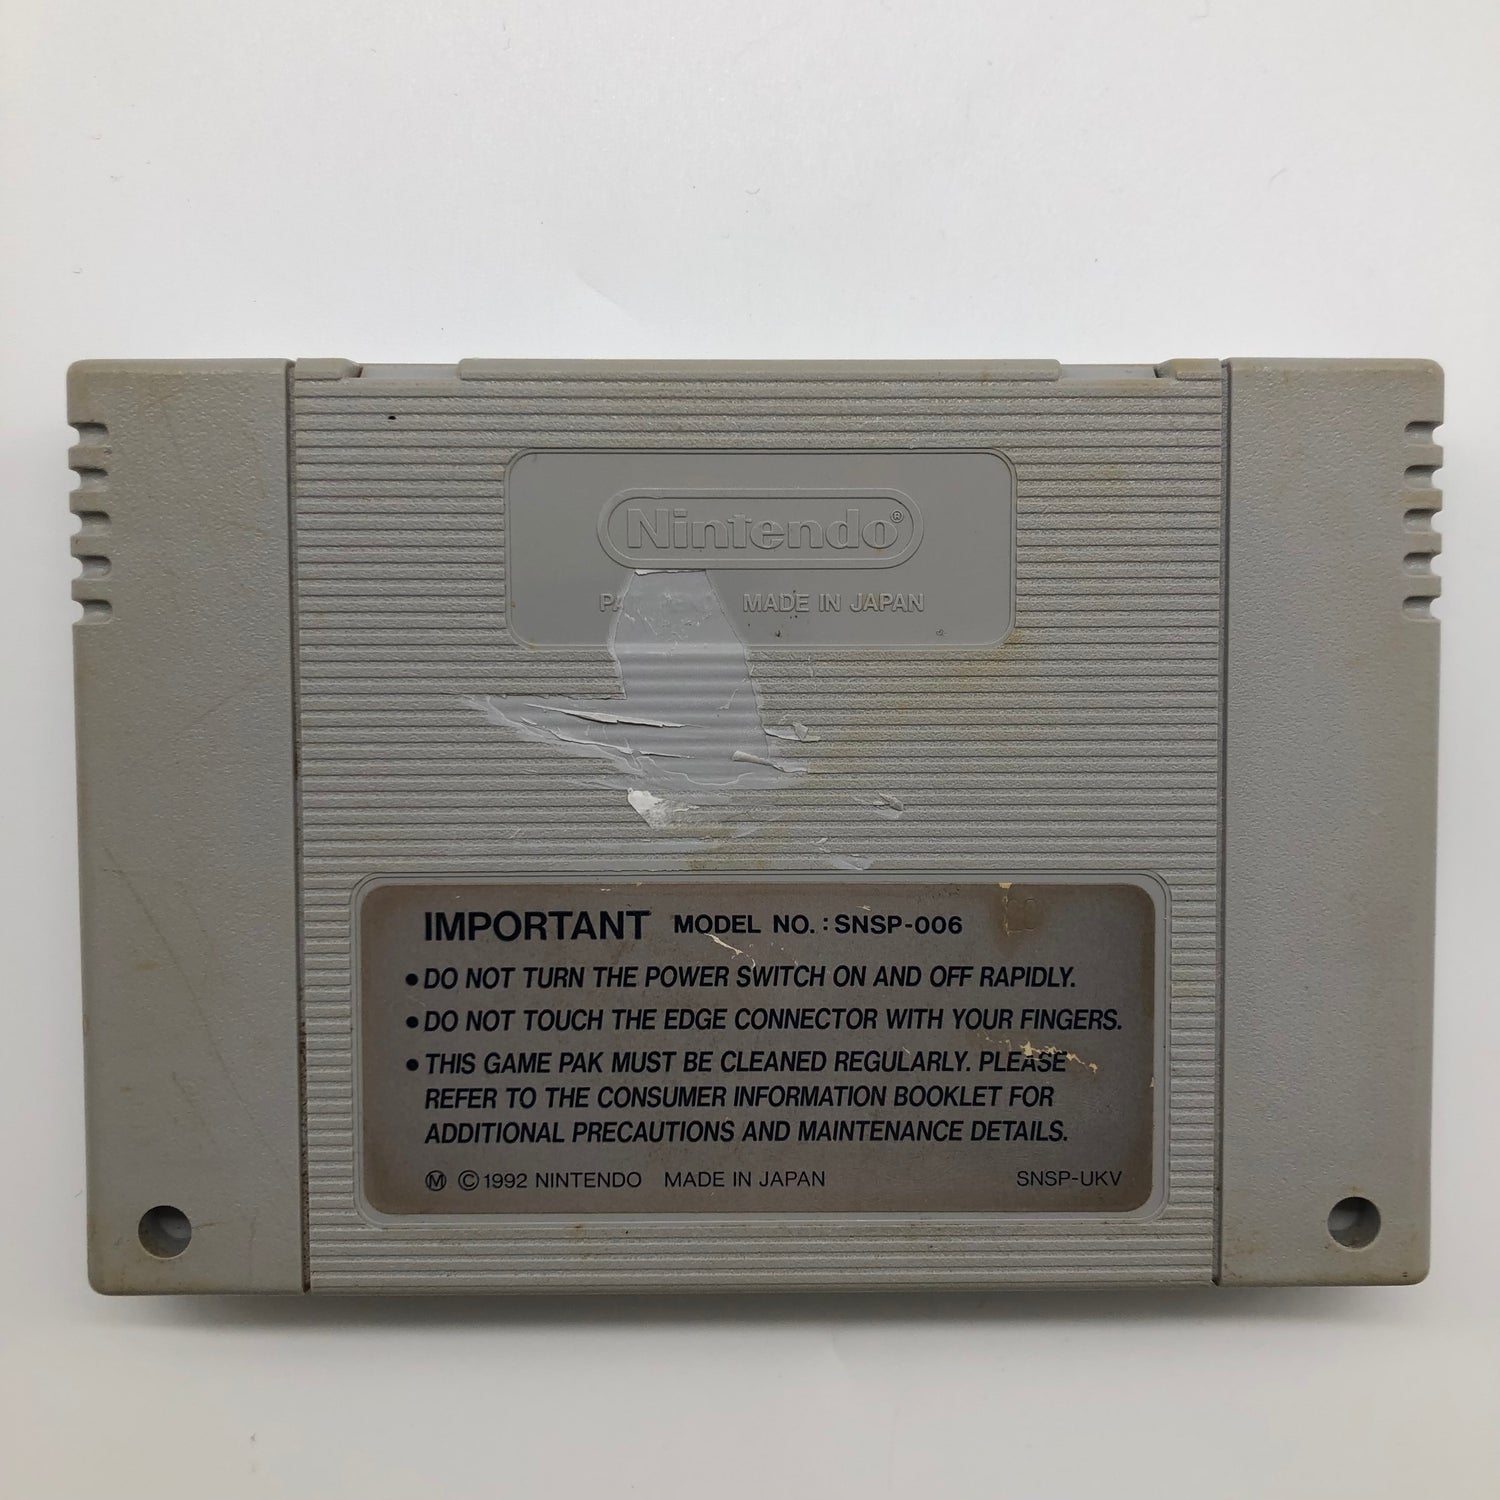 Nintendo®
MADE IN JAPAN
IMPORTANT MODEL NO.: SNSP-006
• DO NOT TURN THE POWER SWITCH ON AND OFF RAPIDLY.
• DO NOT TOUCH THE EDGE CONNECTOR WITH YOUR FINGERS.
• THIS GAME PAK MUST BE CLEANED REGULARLY. PLEASE
REFER TO THE CONSUMER INFORMATION BOOKLET FOR
ADDITIONAL PRECAUTIONS AND MAINTENANCE DETAILS.
Ⓜ ©1992 NINTENDO MADE IN JAPAN SNSP-UKV